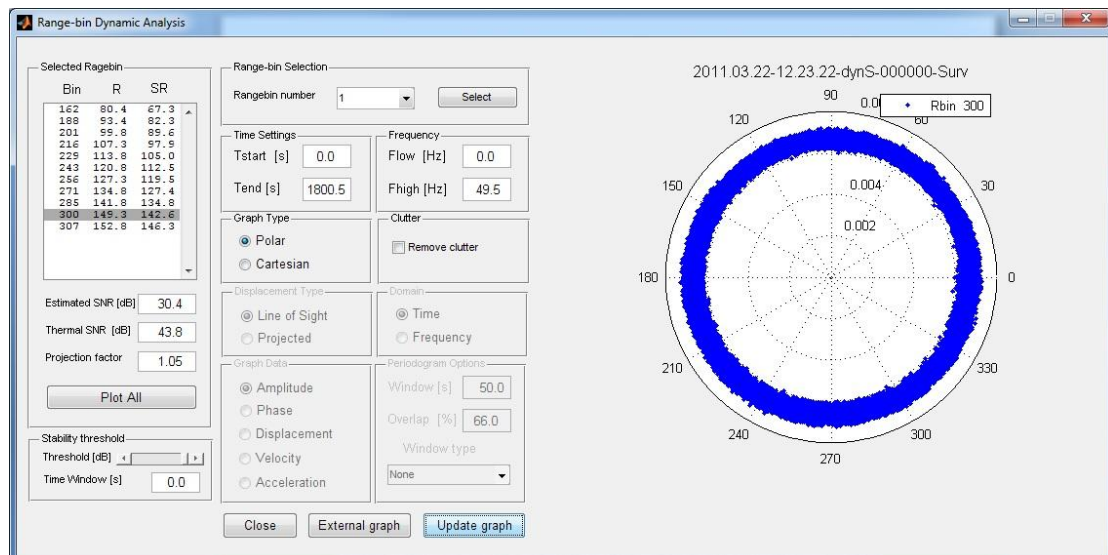 Range-bin Dynamic Analysis
Selected Ragebin
Bin R SR
162 80.4 67.3
188 93.4 82.3
201 99.8 89.6
216 107.3 97.9
229 113.8 105.0
243 120.8 112.5
256 127.3 119.5
271 134.8 127.4
285 141.8 134.8
300 149.3 142.6
307 152.8 146.3
Estimated SNR [dB] 30.4
Thermal SNR [dB] 43.8
Projection factor 1.05
Plot All
Stability threshold
Threshold [dB]
Time Window [s] 0.0
Range-bin Selection
Rangebin number 1 Select
Time Settings
Tstart [s] 0.0
Tend [s] 1800.5
Frequency
Flow [Hz] 0.0
Fhigh [Hz] 49.5
Graph Type
Polar
Cartesian
Clutter
Remove clutter
Displacement Type
Line of Sight
Projected
Domain
Time
Frequency
Graph Data
Amplitude
Phase
Displacement
Velocity
Acceleration
Periodogram Options
Window [s] 50.0
Overlap [%] 66.0
Window type
None
Close External graph Update graph
2011.03.22-12.23.22-dynS-000000-Surv
90
Rbin 300
120 60
150 30
0.004
0.002
180 0
210 330
240 300
270